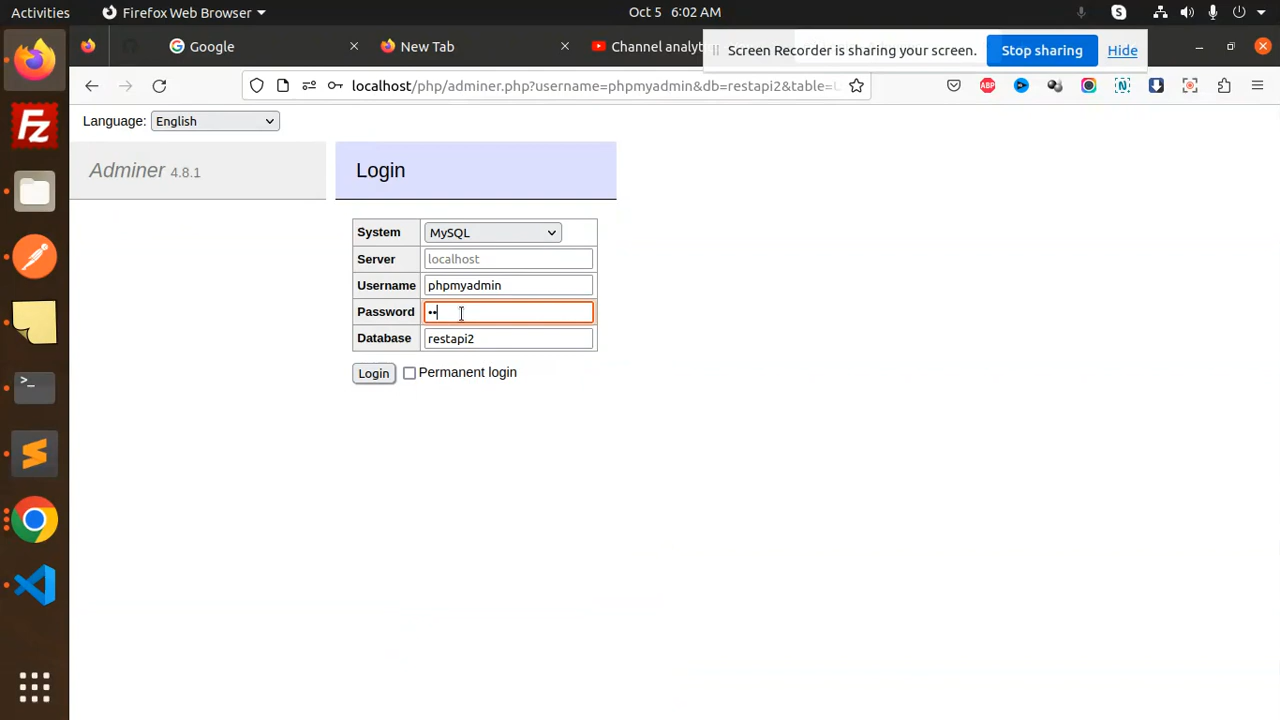 Activities
Firefox Web Browser
Oct 5 6:02 AM
Google
New Tab
Channel analyt
Screen Recorder is sharing your screen.
Stop sharing
Hide
localhost/php/adminer.php?username=phpmyadmin&db=restapi2&table=
Language: English
Adminer 4.8.1
Login
System MySQL
Server localhost
Username phpmyadmin
Password ••
Database restapi2
Login Permanent login